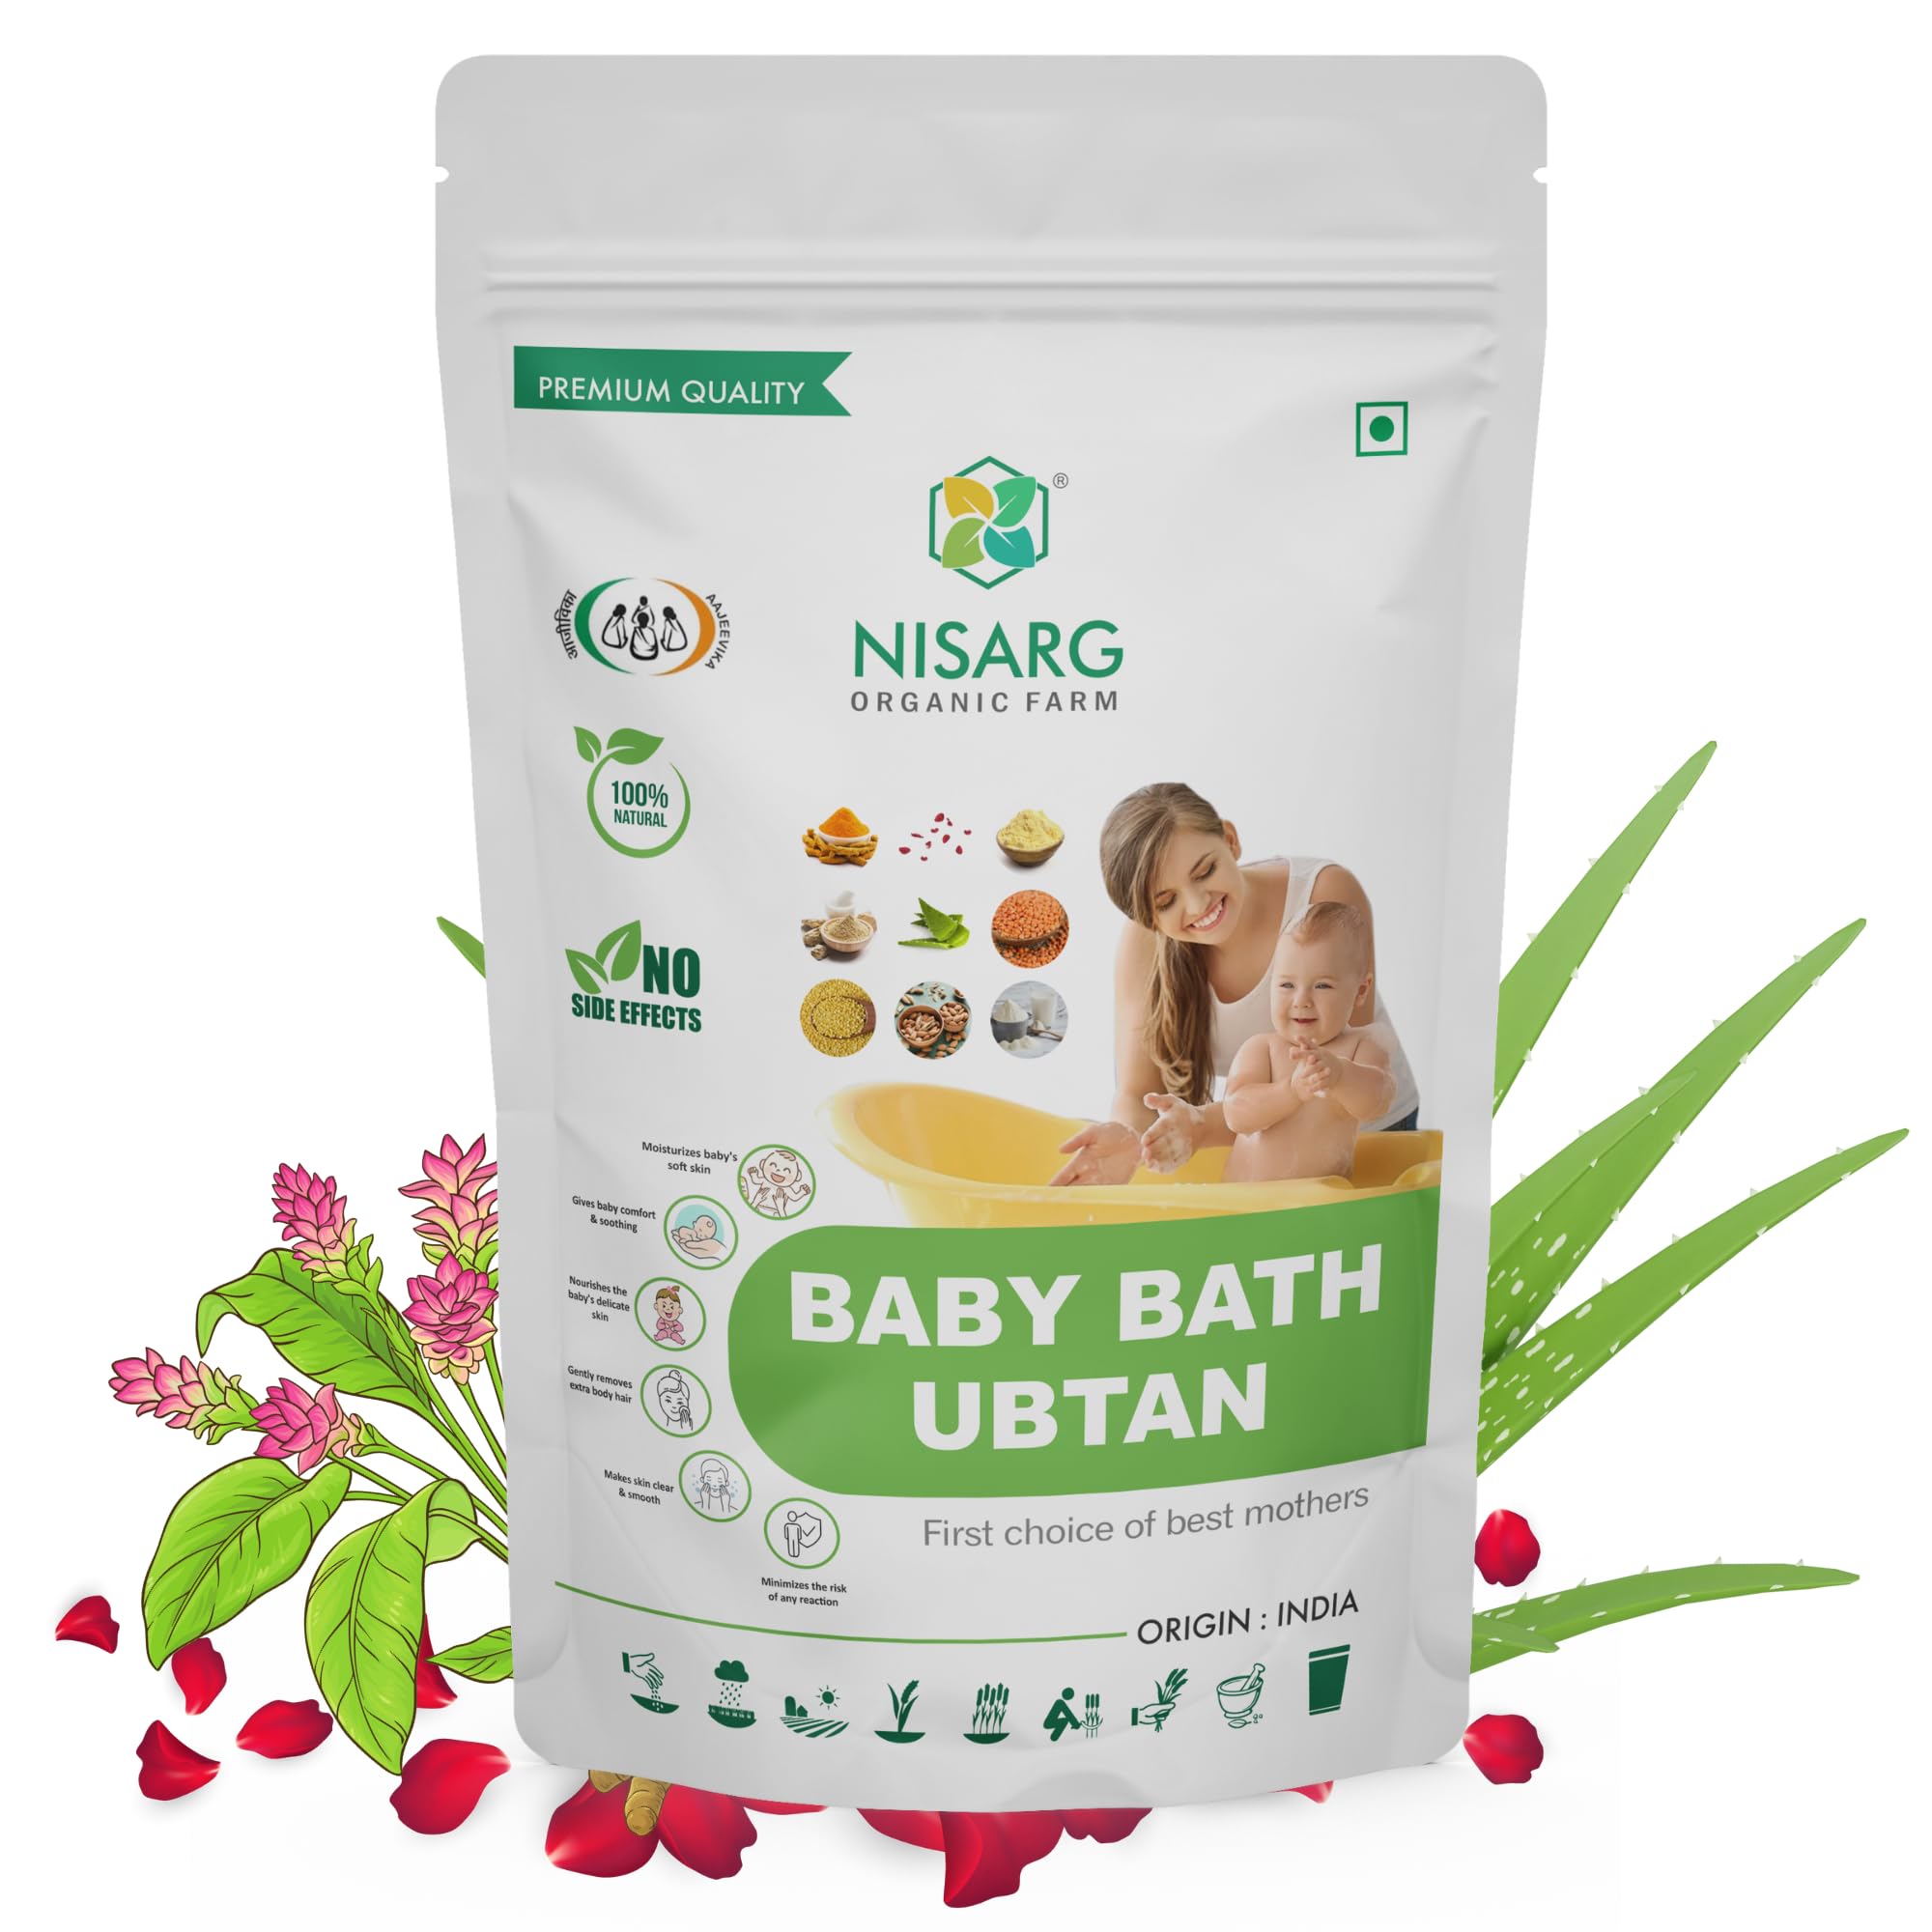 PREMIUM QUALITY
®
NISARG
ORGANIC FARM
आजीविका
AAJEEVIKA
100%
NATURAL
NO
SIDE EFFECTS
Moisturizes baby's
soft skin
Gives baby comfort
& soothing
Nourishes the
baby's delicate
skin
Gently removes
extra body hair
Makes skin clear
& smooth
Minimizes the risk
of any reaction
BABY BATH
UBTAN
First choice of best mothers
ORIGIN : INDIA